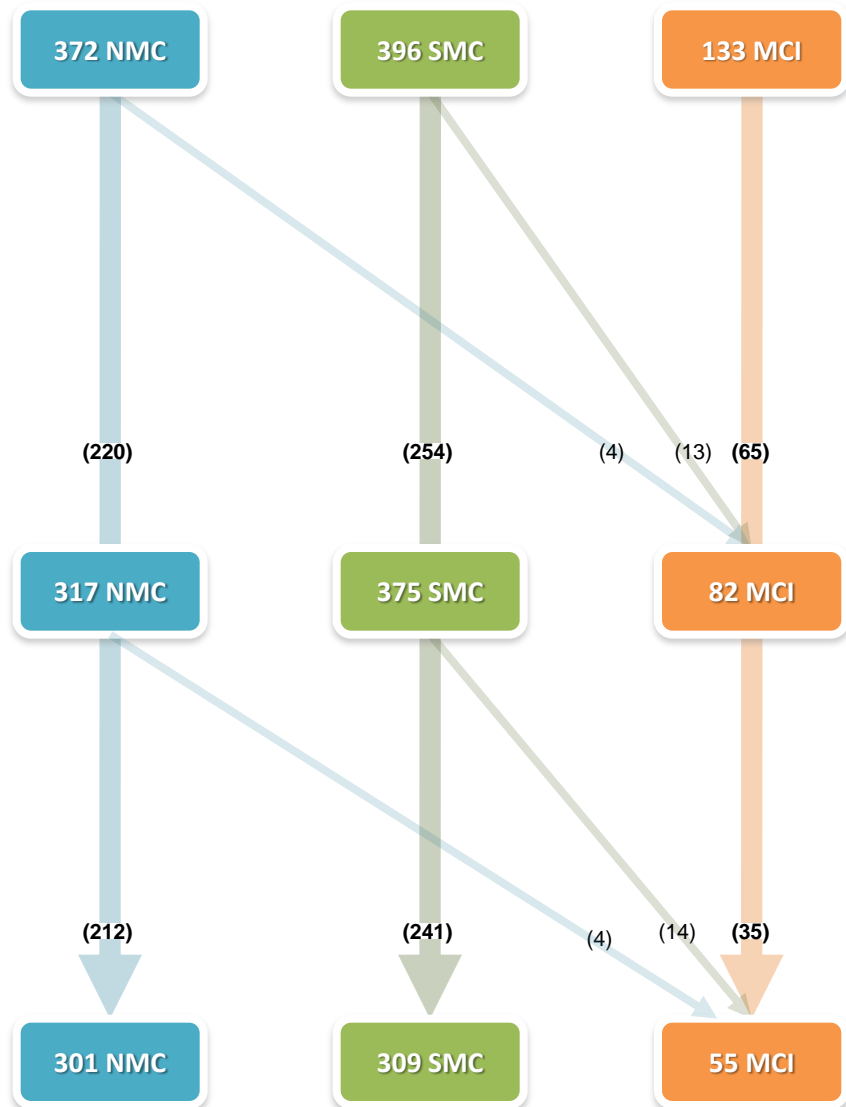 372 NMC 396 SMC 133 MCI
(220) (254) (4) (13) (65)
317 NMC 375 SMC 82 MCI
(212) (241) (4) (14) (35)
301 NMC 309 SMC 55 MCI